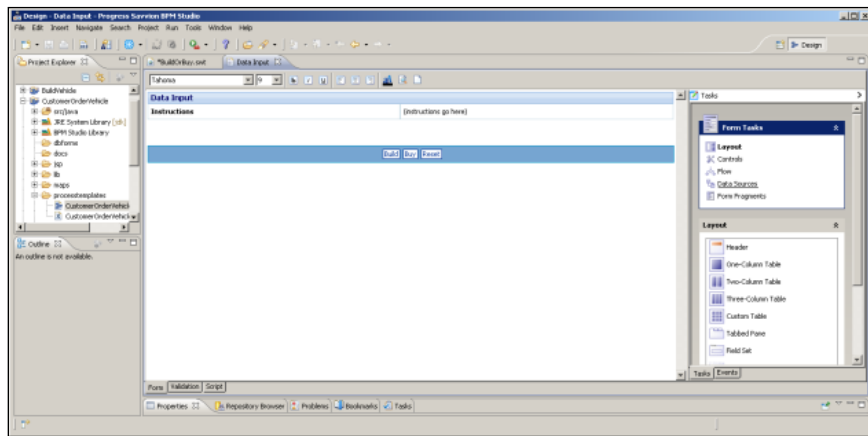 Design - Data Input - Progress Savvion BPM Studio
File Edit Insert Navigate Search Project Run Tools Window Help
Design
Project Explorer
*BuildOrBuy.swt
Data Input
Tahoma
9
BuildVehicle
CustomerOrderVehicle
src/java
JRE System Library [jdk]
BPM Studio Library
dbforms
docs
jsp
lib
maps
processtemplates
CustomerOrderVehicl
CustomerOrderVehicl
Outline
An outline is not available.
Data Input
Instructions
(instructions go here)
Build Buy Reset
Form Validation Script
Tasks
Form Tasks
Layout
Controls
Flow
Data Sources
Form Fragments
Layout
Header
One-Column Table
Two-Column Table
Three-Column Table
Custom Table
Tabbed Pane
Field Set
Tasks Events
Properties Repository Browser Problems Bookmarks Tasks